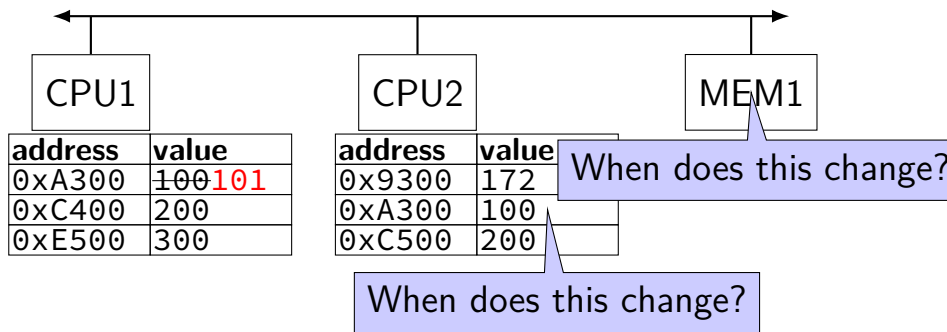 CPU1 CPU2 MEM1
address value address value
0xA300 100101 0x9300 172
0xC400 200 0xA300 100
0xE500 300 0xC500 200
When does this change?
When does this change?